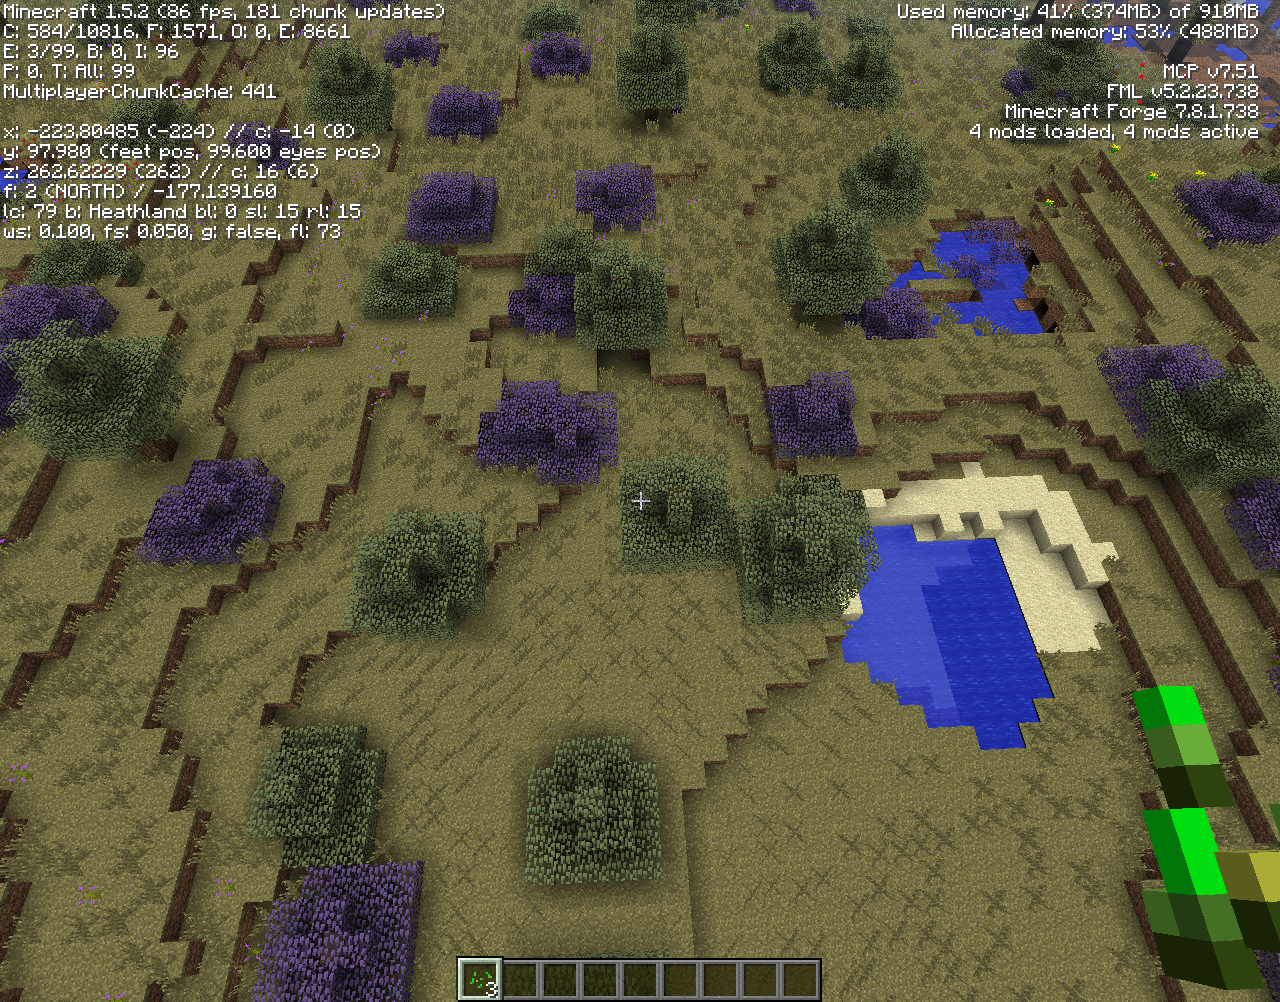 Minecraft 1.5.2 (86 fps, 181 chunk updates)
C: 584/10816, F: 1571, O: 0, E: 8661
E: 3/99, B: 0, I: 96
P: 0, T: All: 99
MultiplayerChunkCache: 441
x: -223.80485 (-224) // c: -14 (0)
y: 97.980 (feet pos, 99.600 eyes pos)
z: 262.62229 (262) // c: 16 (6)
f: 2 (NORTH) / -177.139160
lc: 79 b: Heathland bl: 0 sl: 15 rl: 15
ws: 0.100, fs: 0.050, g: false, fl: 73
Used memory: 41% (374MB) of 910MB
Allocated memory: 53% (488MB)
MCP v7.51
FML v5.2.23.738
Minecraft Forge 7.8.1.738
4 mods loaded, 4 mods active
3